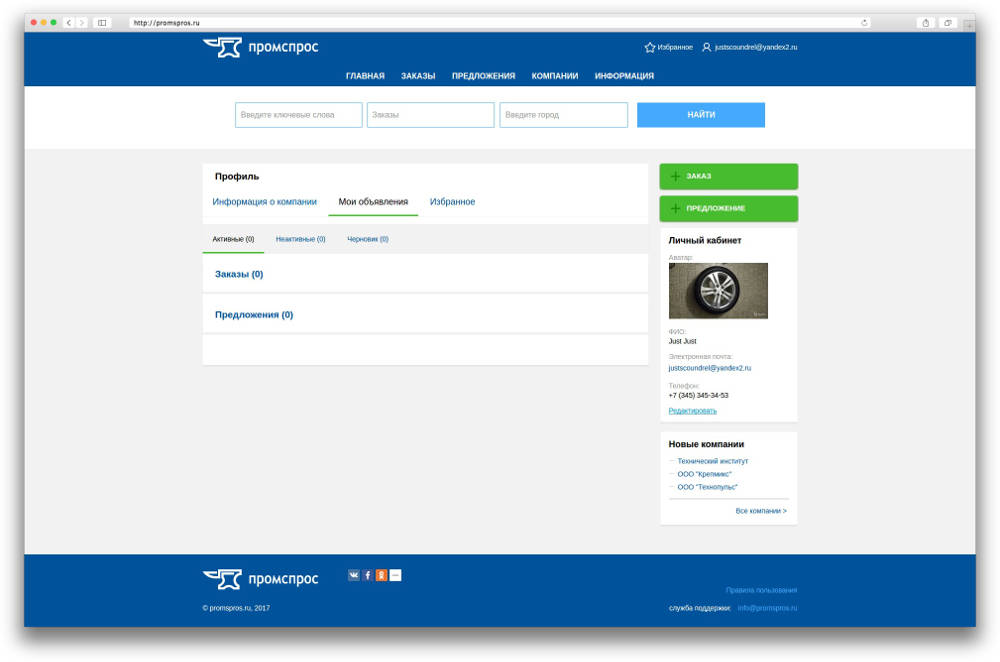 http://promspros.ru
промспрос
Избранное
justscoundrel@yandex2.ru
ГЛАВНАЯ ЗАКАЗЫ ПРЕДЛОЖЕНИЯ КОМПАНИИ ИНФОРМАЦИЯ
Введите ключевые слова
Заказы
Введите город
НАЙТИ
Профиль
Информация о компании Мои объявления Избранное
Активные (0) Неактивные (0) Черновик (0)
Заказы (0)
Предложения (0)
ЗАКАЗ
ПРЕДЛОЖЕНИЕ
Личный кабинет
Аватар:
ФИО:
Just Just
Электронная почта:
justscoundrel@yandex2.ru
Телефон:
+7 (345) 345-34-53
Редактировать
Новые компании
Технический институт
ООО "Крепмикс"
ООО "Технопульс"
Все компании >
промспрос
© promspros.ru, 2017
Правила пользования
служба поддержки: info@promspros.ru